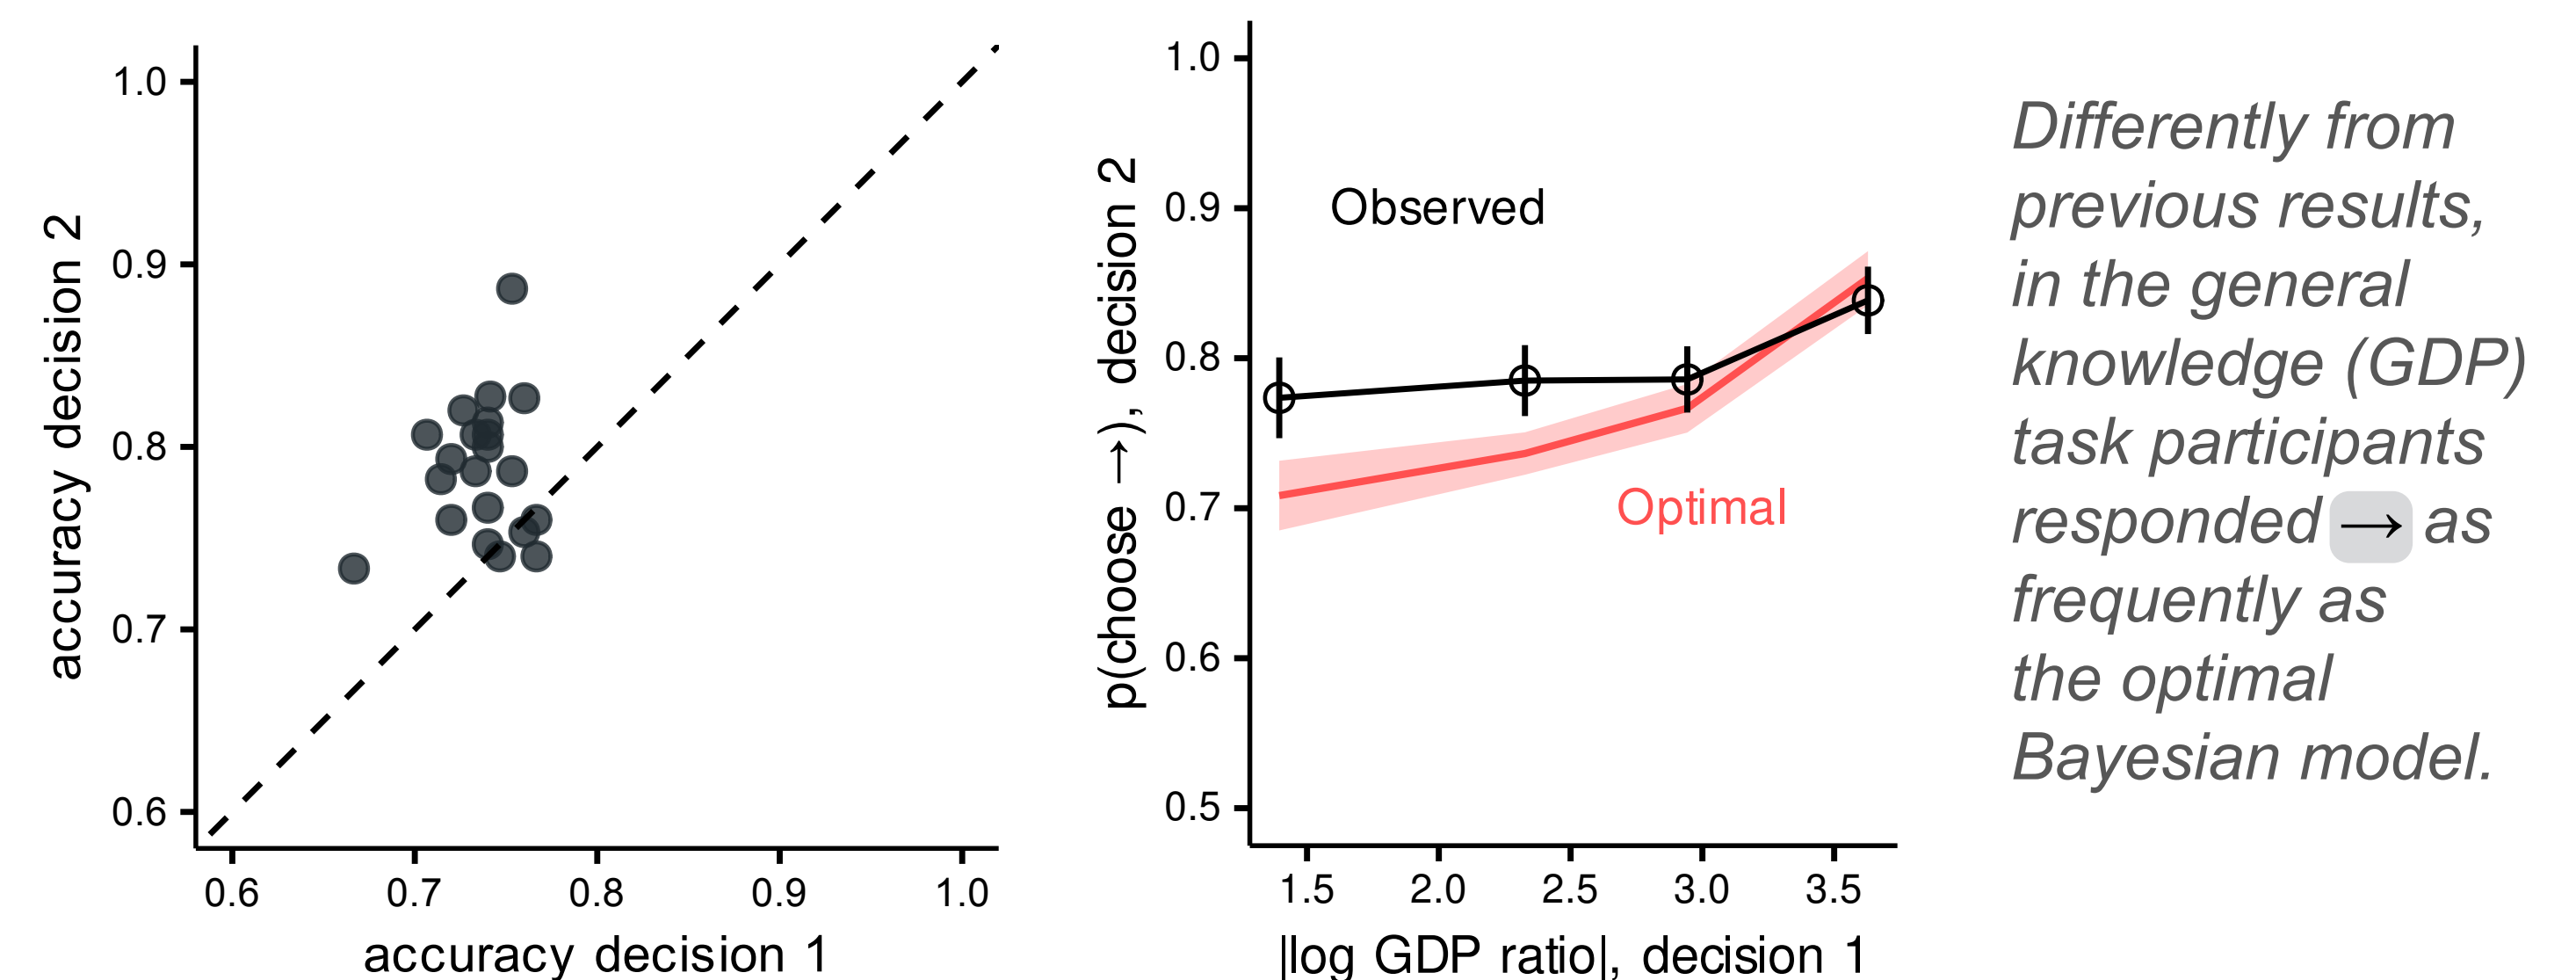 accuracy decision 2
1.0
0.9
0.8
0.7
0.6
0.6 0.7 0.8 0.9 1.0
accuracy decision 1
p(choose →), decision 2
1.0
0.9
0.8
0.7
0.6
0.5
Observed
Optimal
1.5 2.0 2.5 3.0 3.5
|log GDP ratio|, decision 1
Differently from
previous results,
in the general
knowledge (GDP)
task participants
responded → as
frequently as
the optimal
Bayesian model.